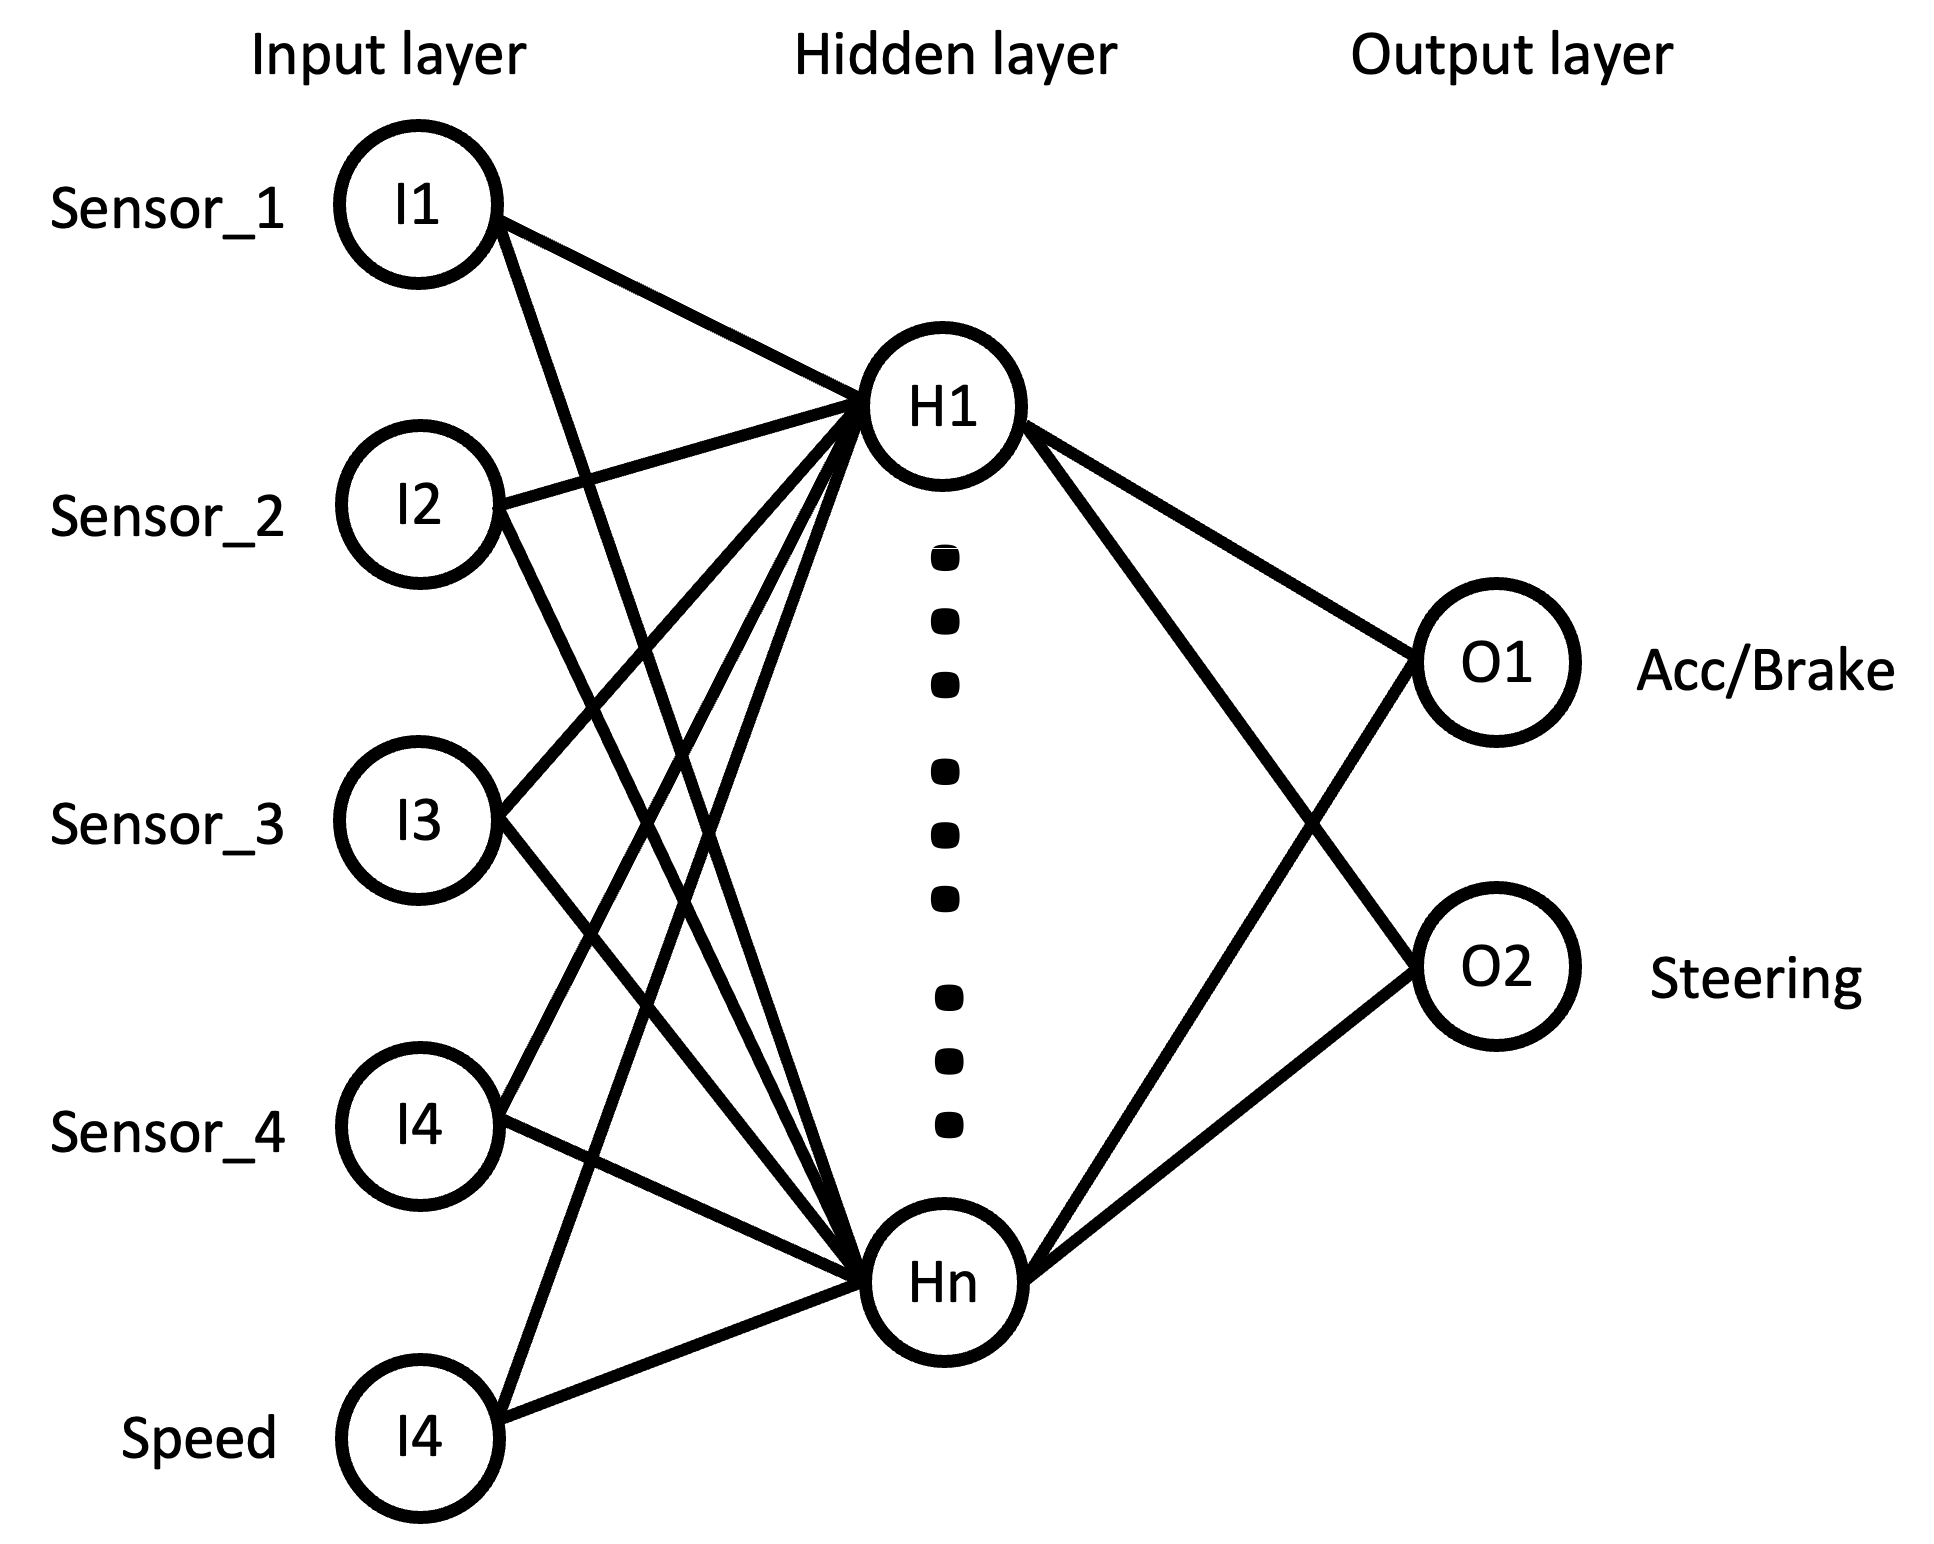 Input layer
Hidden layer
Output layer
Sensor_1
I1
H1
Sensor_2
I2
O1
Acc/Brake
Sensor_3
I3
O2
Steering
Sensor_4
I4
Hn
Speed
I4